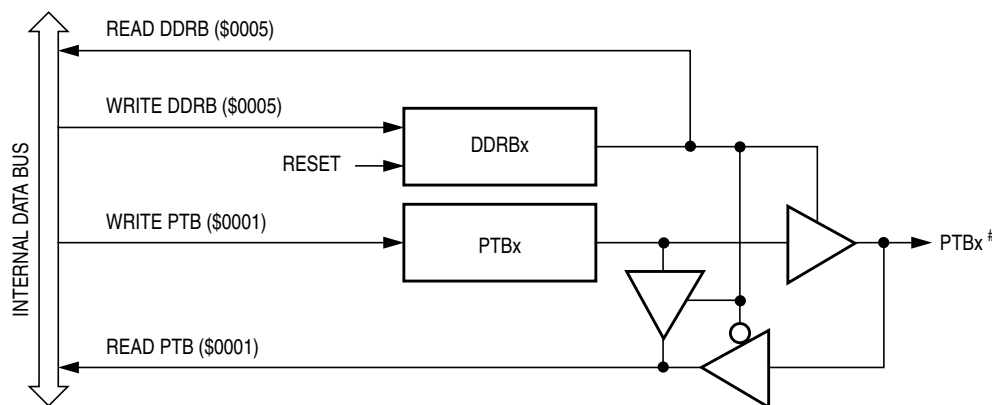 READ DDRB ($0005)
WRITE DDRB ($0005)
DDRBx
RESET
WRITE PTB ($0001)
PTBx
PTBx #
READ PTB ($0001)
INTERNAL DATA BUS